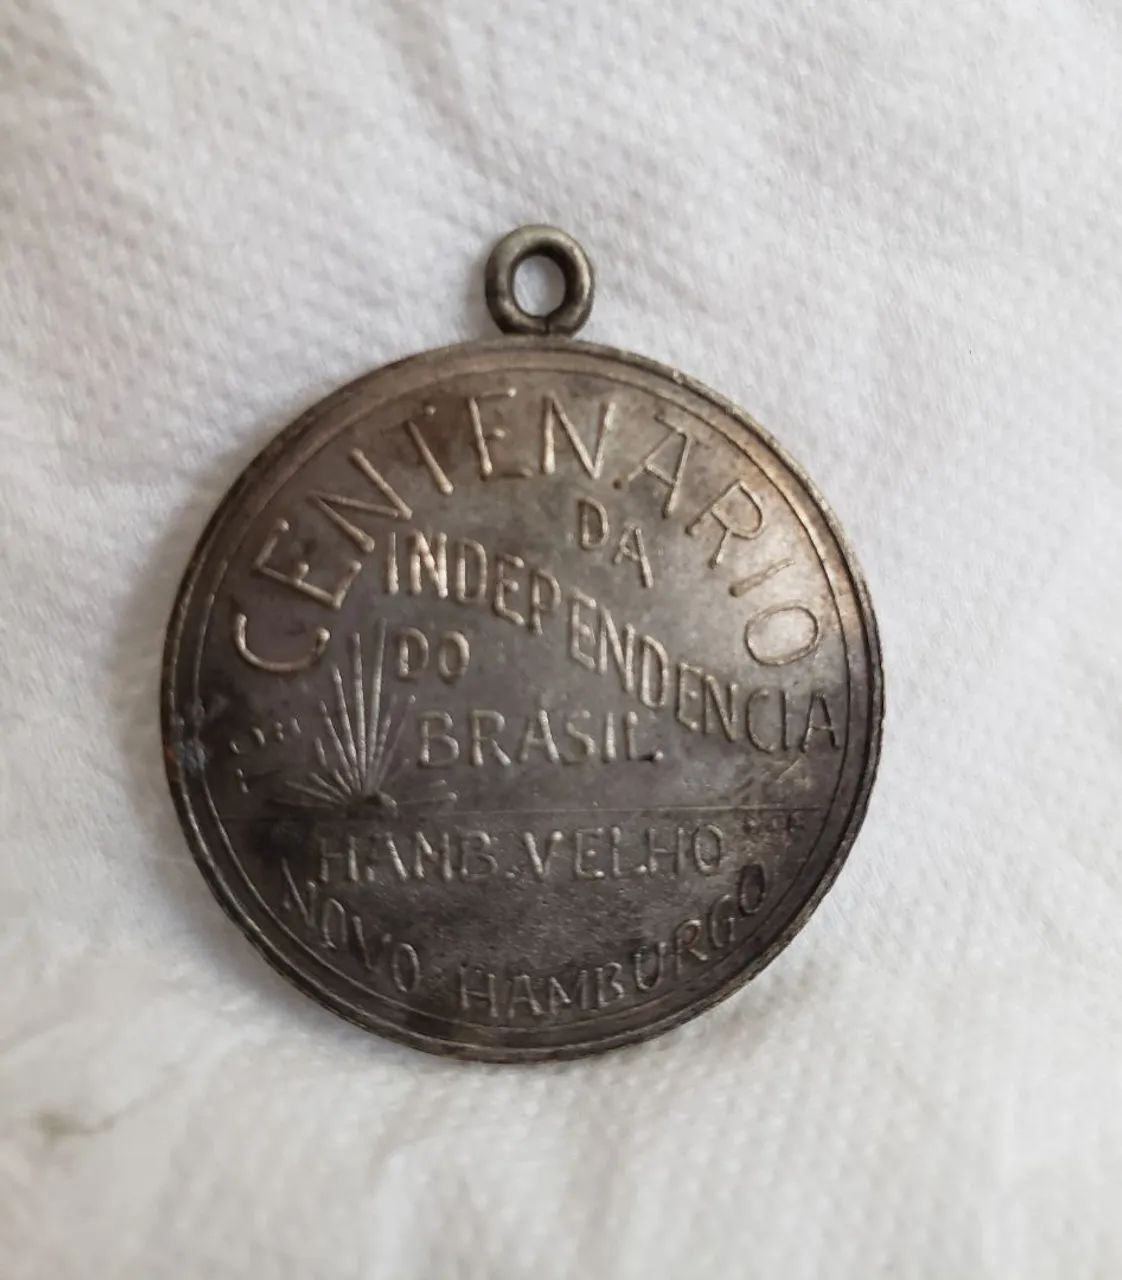 CENTENARIO
DA
INDEPENDENCIA
DO
BRASIL
HAMB. VELHO
NOVO HAMBURGO